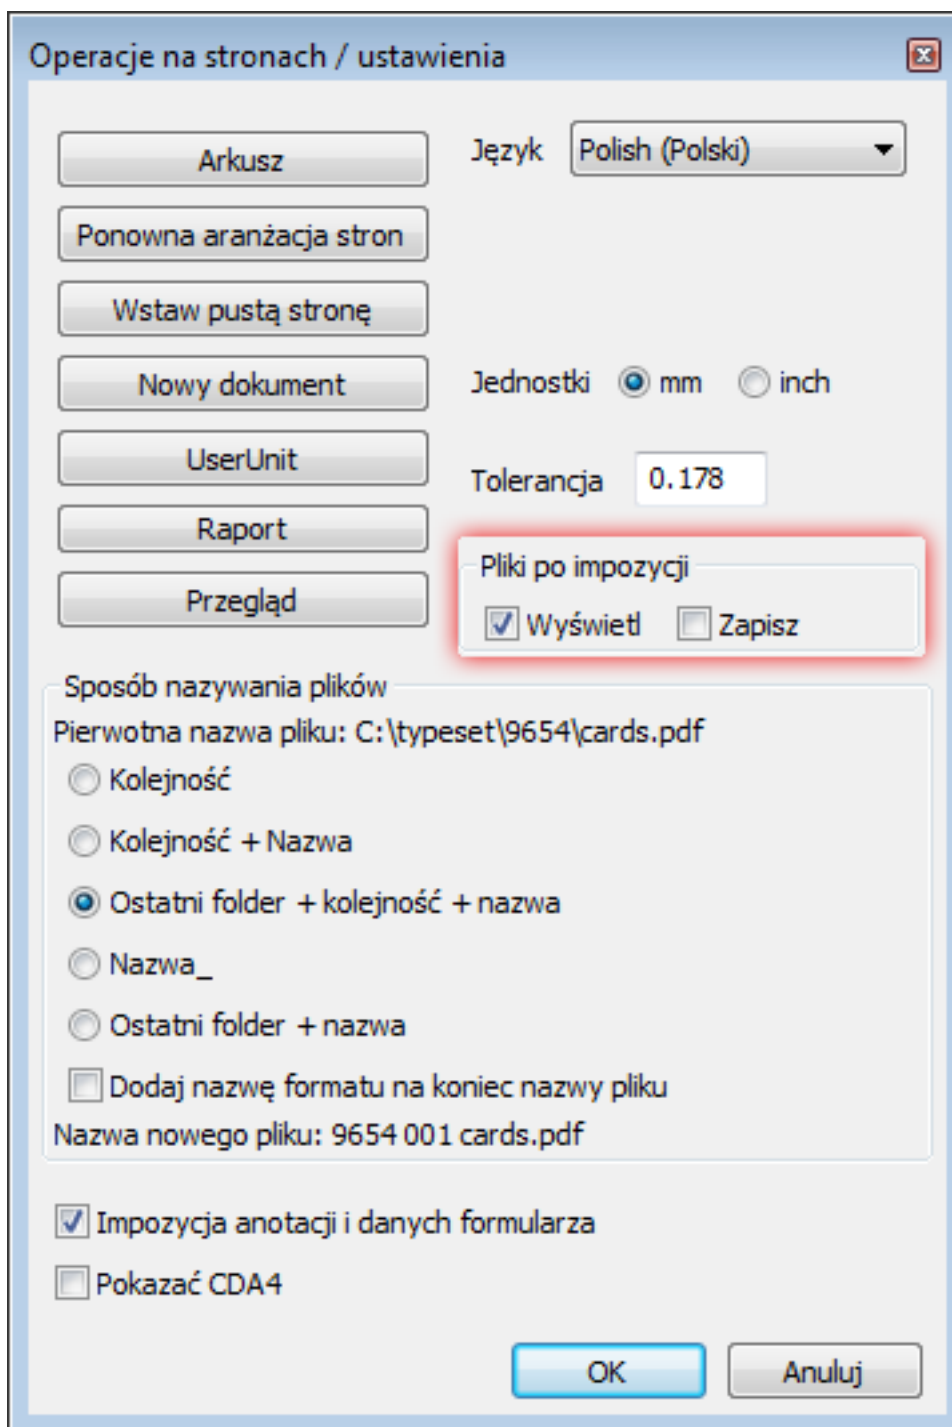 Operacje na stronach / ustawienia
Arkusz
Język Polish (Polski)
Ponowna aranżacja stron
Wstaw pustą stronę
Nowy dokument
Jednostki mm inch
UserUnit
Tolerancja 0.178
Raport
Pliki po impozycji
Przegląd
Wyświetl Zapisz
Sposób nazywania plików
Pierwotna nazwa pliku: C:\typeset\9654\cards.pdf
Kolejność
Kolejność + Nazwa
Ostatni folder + kolejność + nazwa
Nazwa_
Ostatni folder + nazwa
Dodaj nazwę formatu na koniec nazwy pliku
Nazwa nowego pliku: 9654 001 cards.pdf
Impozycja anotacji i danych formularza
Pokazać CDA4
OK Anuluj